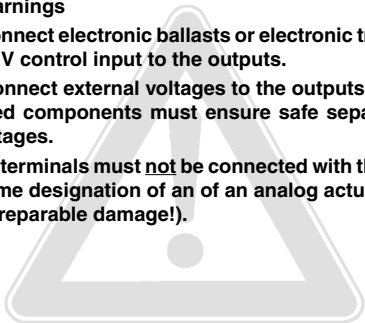 arnings
onnect electronic ballasts or electronic tr
V control input to the outputs.
onnect external voltages to the outputs
ed components must ensure safe sepa
tages.
terminals must not be connected with th
me designation of an of an analog actu
reparable damage!).